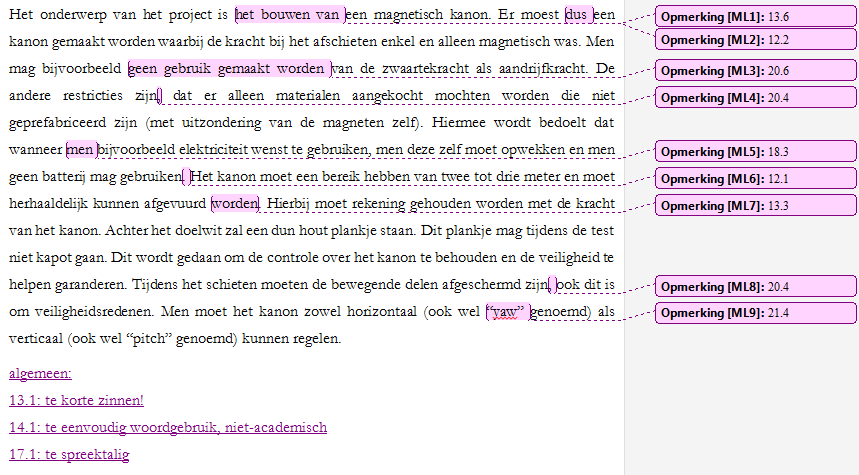 Het onderwerp van het project is het bouwen van een magnetisch kanon. Er moest dus een
kanon gemaakt worden waarbij de kracht bij het afschieten enkel en alleen magnetisch was. Men
mag bijvoorbeeld geen gebruik gemaakt worden van de zwaartekracht als aandrijfkracht. De
andere restricties zijn, dat er alleen materialen aangekocht mochten worden die niet
geprefabriceerd zijn (met uitzondering van de magneten zelf). Hiermee wordt bedoelt dat
wanneer men bijvoorbeeld elektriciteit wenst te gebruiken, men deze zelf moet opwekken en men
geen batterij mag gebruiken. Het kanon moet een bereik hebben van twee tot drie meter en moet
herhaaldelijk kunnen afgevuurd worden. Hierbij moet rekening gehouden worden met de kracht
van het kanon. Achter het doelwit zal een dun hout plankje staan. Dit plankje mag tijdens de test
niet kapot gaan. Dit wordt gedaan om de controle over het kanon te behouden en de veiligheid te
helpen garanderen. Tijdens het schieten moeten de bewegende delen afgeschermd zijn, ook dit is
om veiligheidsredenen. Men moet het kanon zowel horizontaal (ook wel “yaw” genoemd) als
verticaal (ook wel “pitch” genoemd) kunnen regelen.
algemeen:
13.1: te korte zinnen!
14.1: te eenvoudig woordgebruik, niet-academisch
17.1: te spreektalig
Opmerking [ML1]: 13.6
Opmerking [ML2]: 12.2
Opmerking [ML3]: 20.6
Opmerking [ML4]: 20.4
Opmerking [ML5]: 18.3
Opmerking [ML6]: 12.1
Opmerking [ML7]: 13.3
Opmerking [ML8]: 20.4
Opmerking [ML9]: 21.4